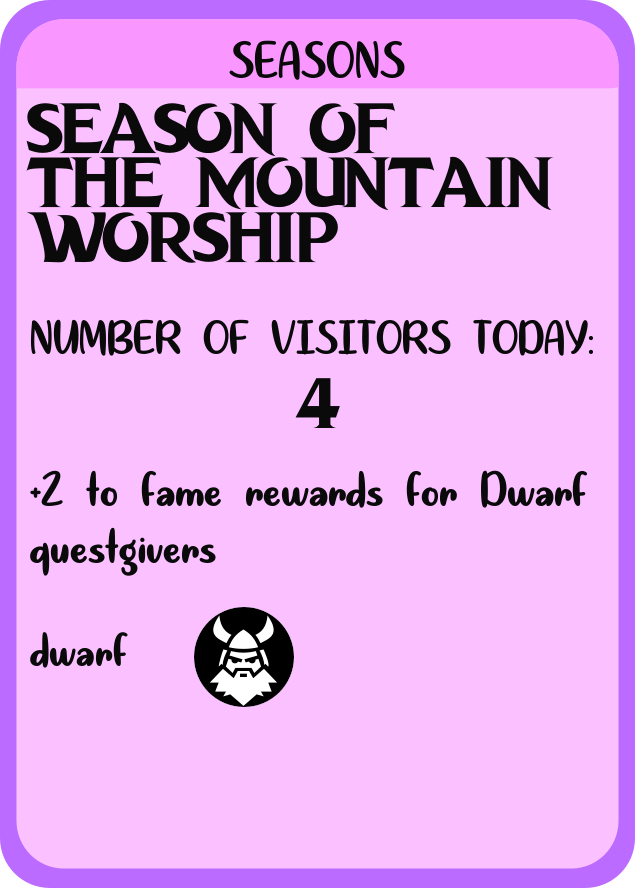 SEASONS
SEASON OF
THE MOUNTAIN
WORSHIP
NUMBER OF VISITORS TODAY:
4
+2 to fame rewards for Dwarf
questgivers
dwarf